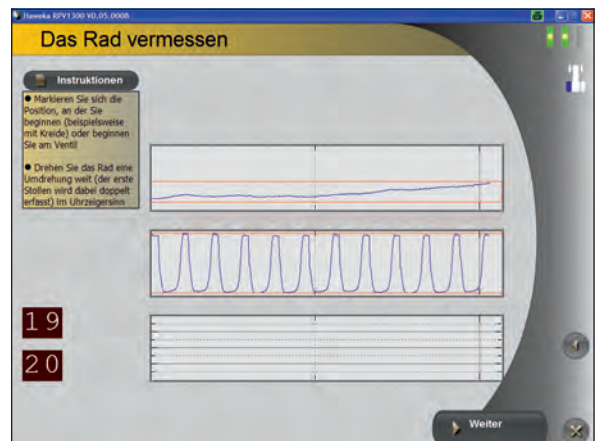 Haweka RPV1300 V0.05.0006
Das Rad vermessen
Instruktionen
● Markieren Sie sich die
Position, an der Sie
beginnen (beispielsweise
mit Kreide) oder beginnen
Sie am Ventil
● Drehen Sie das Rad eine
Umdrehung weit (der erste
Stollen wird dabei doppelt
erfasst) im Uhrzeigersinn
19
20
Weiter